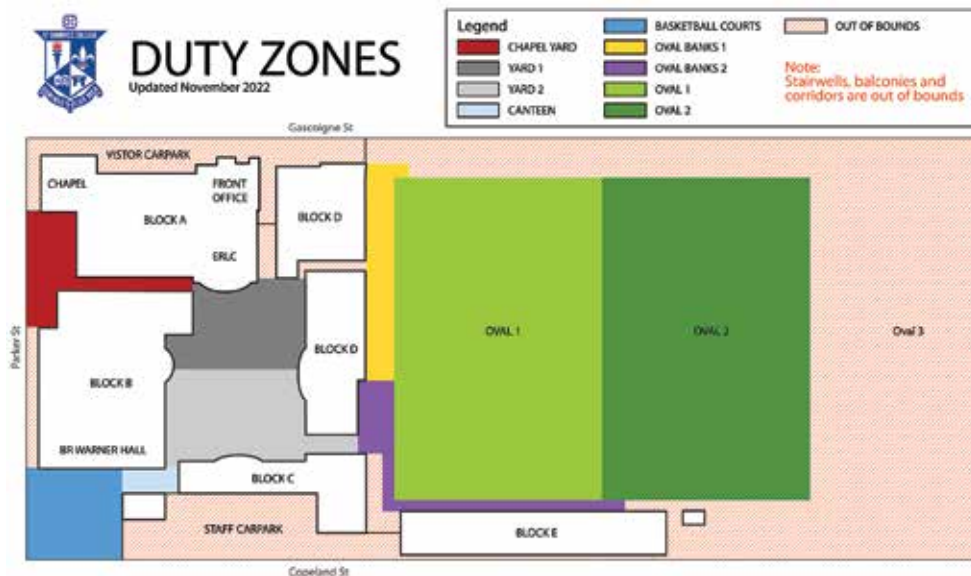 DUTY ZONES
Updated November 2022
Legend
CHAPEL YARD
YARD 1
YARD 2
CANTEEN
BASKETBALL COURTS
OVAL BANKS 1
OVAL BANKS 2
OVAL 1
OVAL 2
OUT OF BOUNDS
Note:
Stairwells, balconies and
corridors are out of bounds
Gascoigne St
VISTOR CARPARK
CHAPEL
FRONT
OFFICE
BLOCK A
BLOCK D
ERLC
Parker St
BLOCK D
OVAL 1
OVAL 2
Oval 3
BLOCK B
BR WARNER HALL
BLOCK C
STAFF CARPARK
BLOCK E
Copeland St